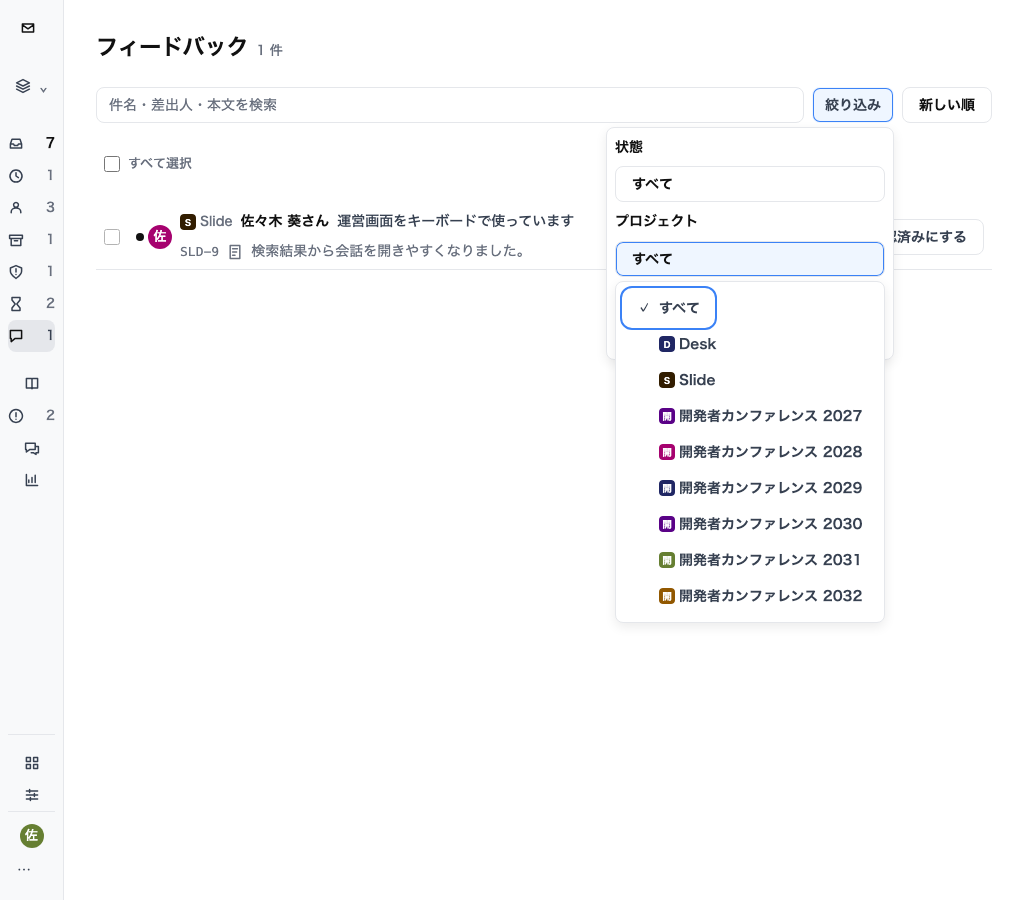 フィードバック 1 件
件名・差出人・本文を検索
絞り込み
新しい順
7
1
3
1
1
2
1
2
すべて選択
佐
S Slide 佐々木 葵さん 運営画面をキーボードで使っています
SLD-9 検索結果から会話を開きやすくなりました。
済みにする
状態
すべて
プロジェクト
すべて
✓ すべて
D Desk
S Slide
開 開発者カンファレンス 2027
開 開発者カンファレンス 2028
開 開発者カンファレンス 2029
開 開発者カンファレンス 2030
開 開発者カンファレンス 2031
開 開発者カンファレンス 2032
佐
…